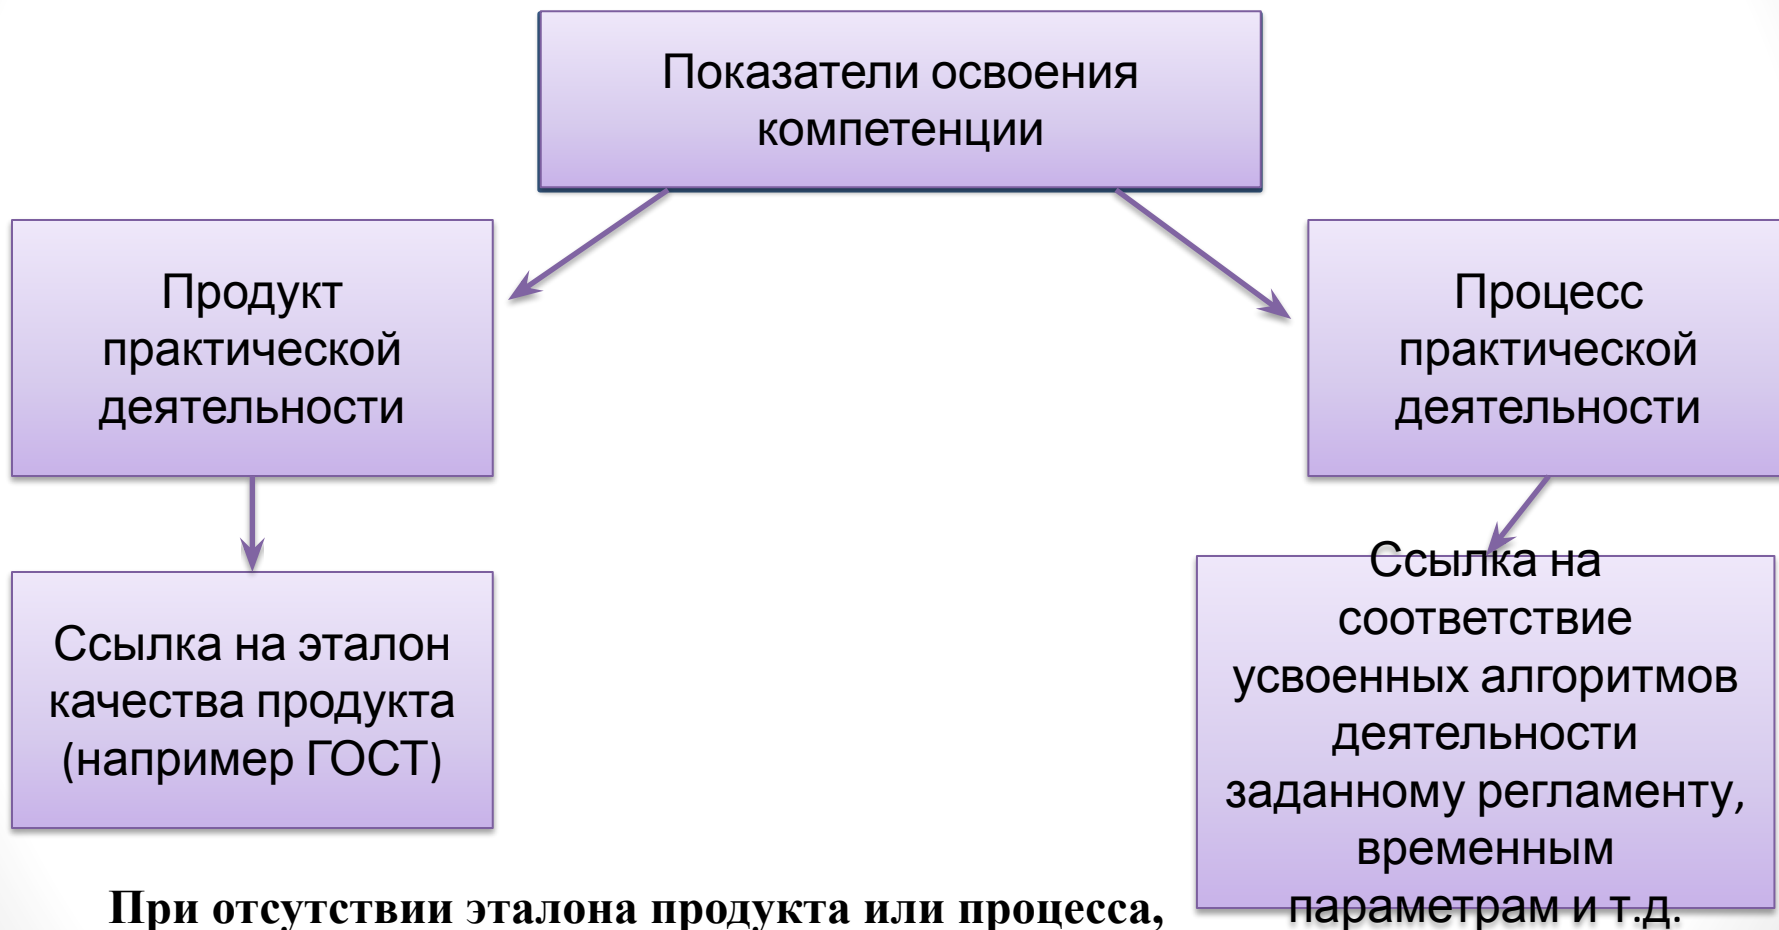 Показатели освоения
компетенции
Продукт
практической
деятельности
Процесс
практической
деятельности
Ссылка на эталон
качества продукта
(например ГОСТ)
Ссылка на
соответствие
усвоенных алгоритмов
деятельности
заданному регламенту,
временным
параметрам и т.д.
При отсутствии эталона продукта или процесса,